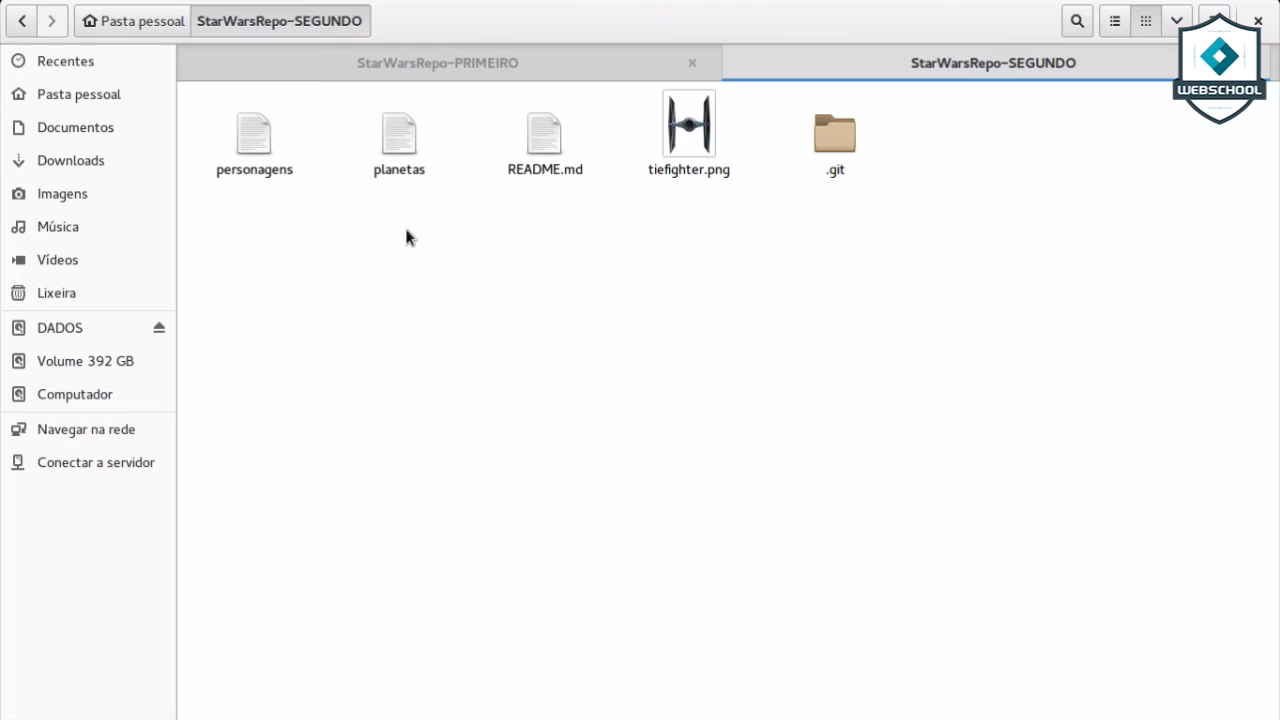 Pasta pessoal
StarWarsRepo-SEGUNDO
StarWarsRepo-PRIMEIRO
StarWarsRepo-SEGUNDO
WEBSCHOOL
Recentes
Pasta pessoal
Documentos
Downloads
Imagens
Música
Vídeos
Lixeira
DADOS
Volume 392 GB
Computador
Navegar na rede
Conectar a servidor
personagens
planetas
README.md
tiefighter.png
.git